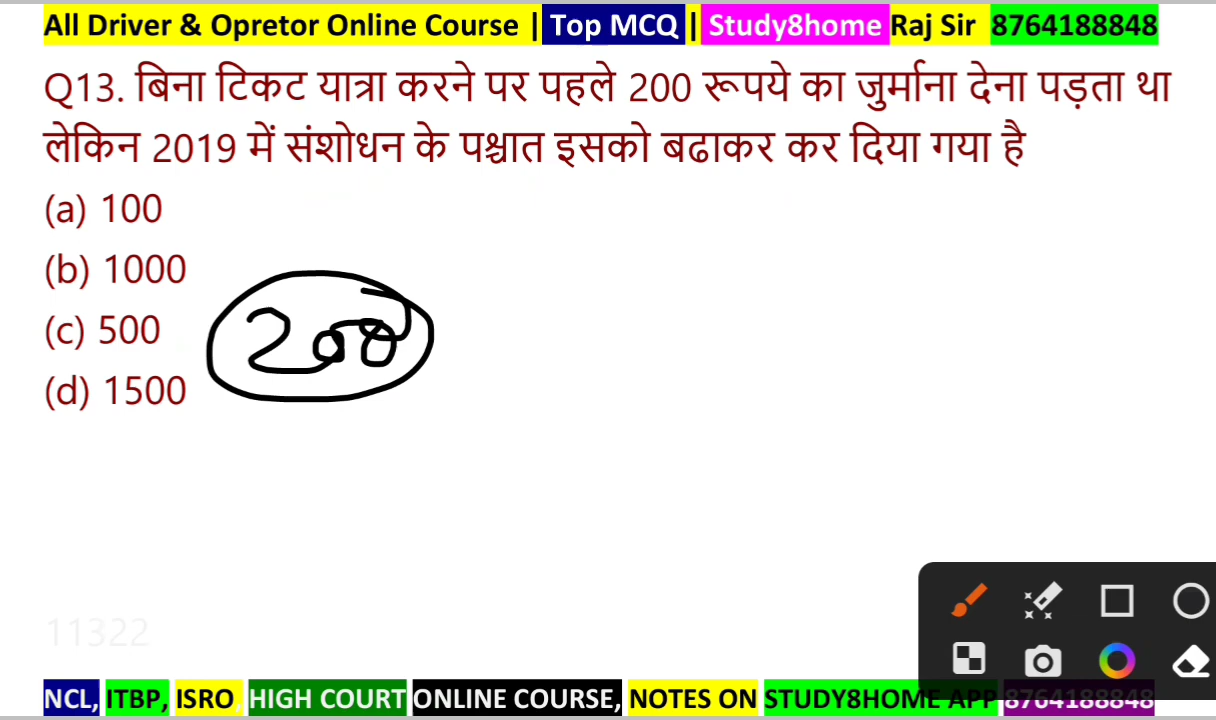 All Driver & Opretor Online Course | Top MCQ | Study8home Raj Sir 8764188848
Q13. बिना टिकट यात्रा करने पर पहले 200 रूपये का जुर्माना देना पड़ता था
लेकिन 2019 में संशोधन के पश्चात इसको बढाकर कर दिया गया है
(a) 100
(b) 1000
(c) 500
(d) 1500
200
11322
NCL, ITBP, ISRO, HIGH COURT ONLINE COURSE, NOTES ON STUDY8HOME APP 8764188848